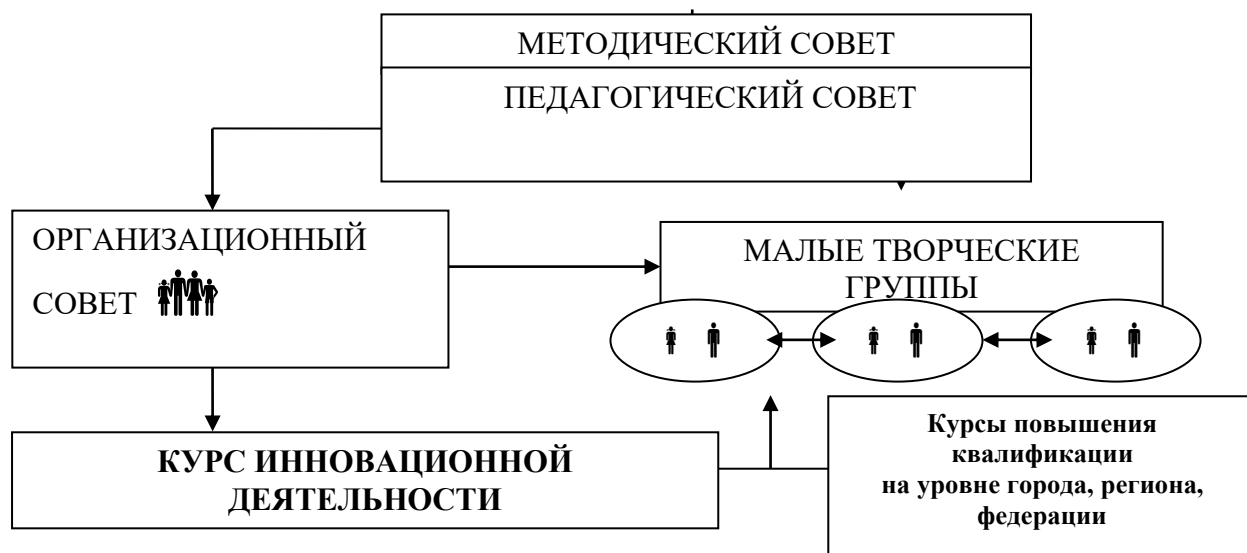 МЕТОДИЧЕСКИЙ СОВЕТ
ПЕДАГОГИЧЕСКИЙ СОВЕТ
ОРГАНИЗАЦИОННЫЙ
СОВЕТ
МАЛЫЕ ТВОРЧЕСКИЕ
ГРУППЫ
КУРС ИННОВАЦИОННОЙ
ДЕЯТЕЛЬНОСТИ
Курсы повышения
квалификации
на уровне города, региона,
федерации